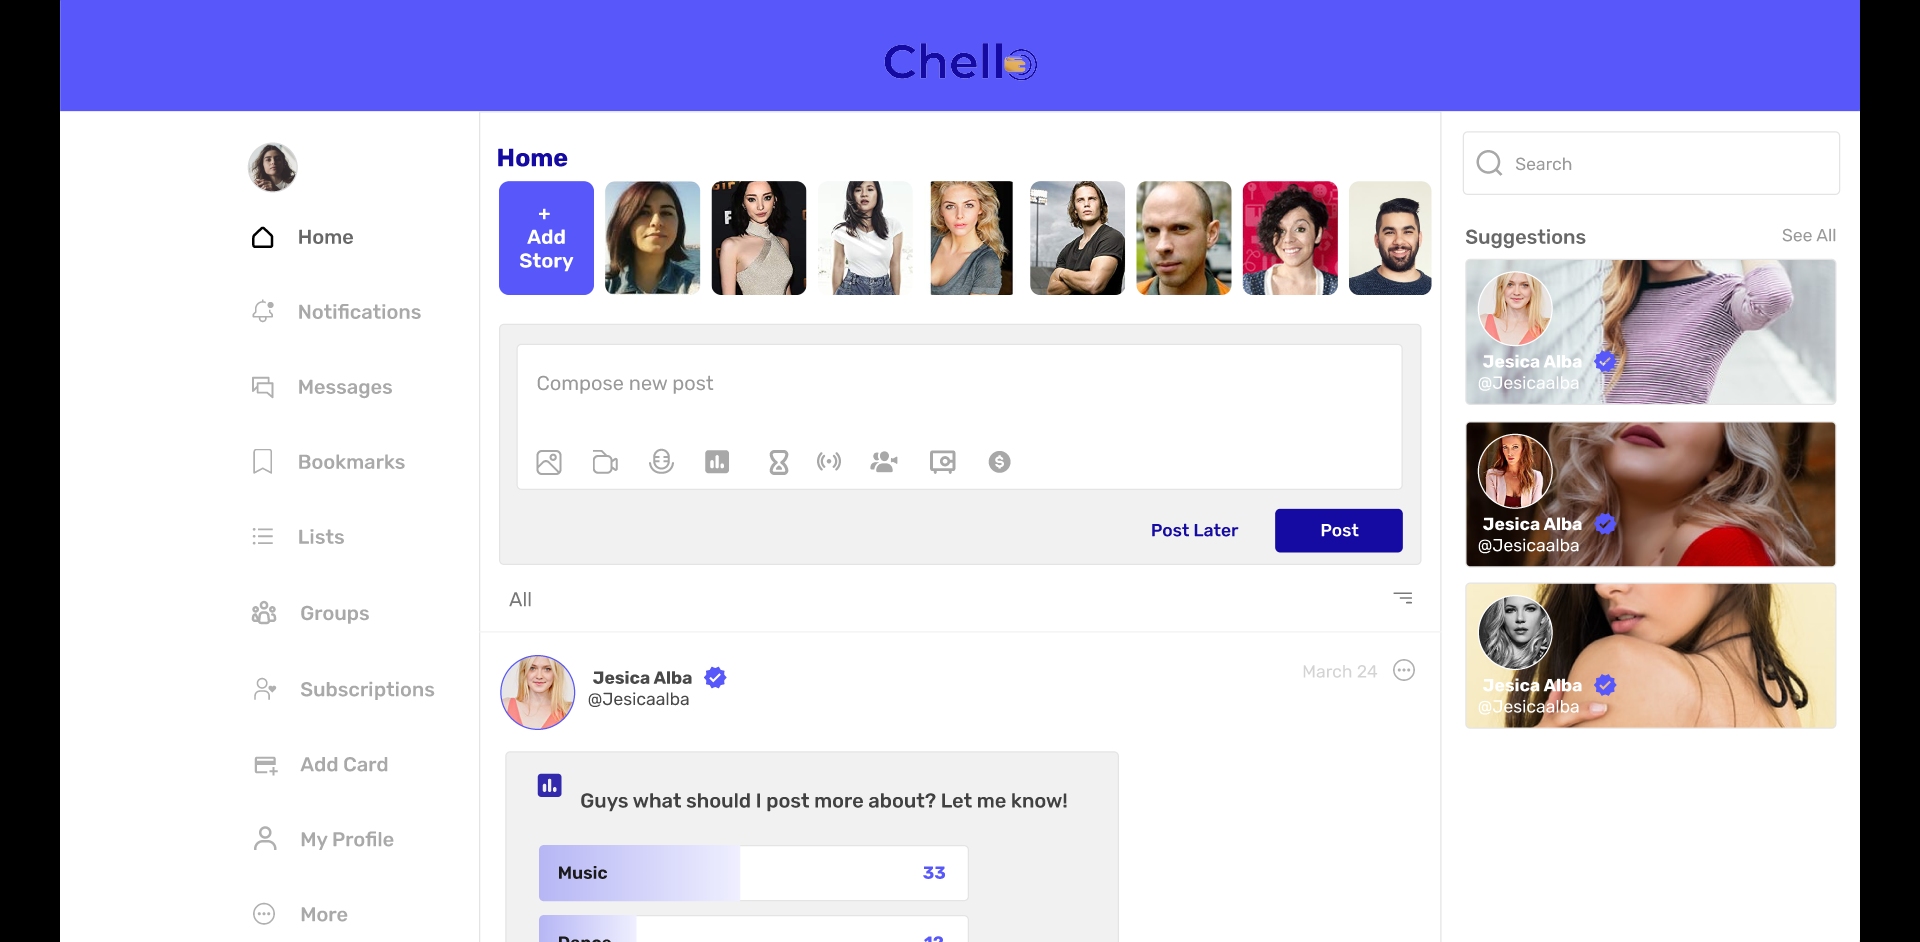 Chello
Home
Notifications
Messages
Bookmarks
Lists
Groups
Subscriptions
Add Card
My Profile
More
Home
+
Add
Story
Compose new post
Post Later
Post
All
Jesica Alba
@Jesicaalba
March 24
Guys what should I post more about? Let me know!
Music 33
Dance 12
Search
Suggestions
See All
Jesica Alba
@Jesicaalba
Jesica Alba
@Jesicaalba
Jesica Alba
@Jesicaalba